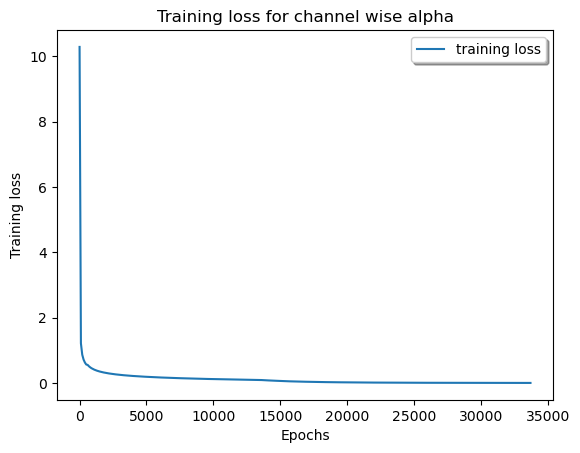 Training loss for channel wise alpha
training loss
10
8
6
4
2
0
Training loss
0 5000 10000 15000 20000 25000 30000 35000
Epochs